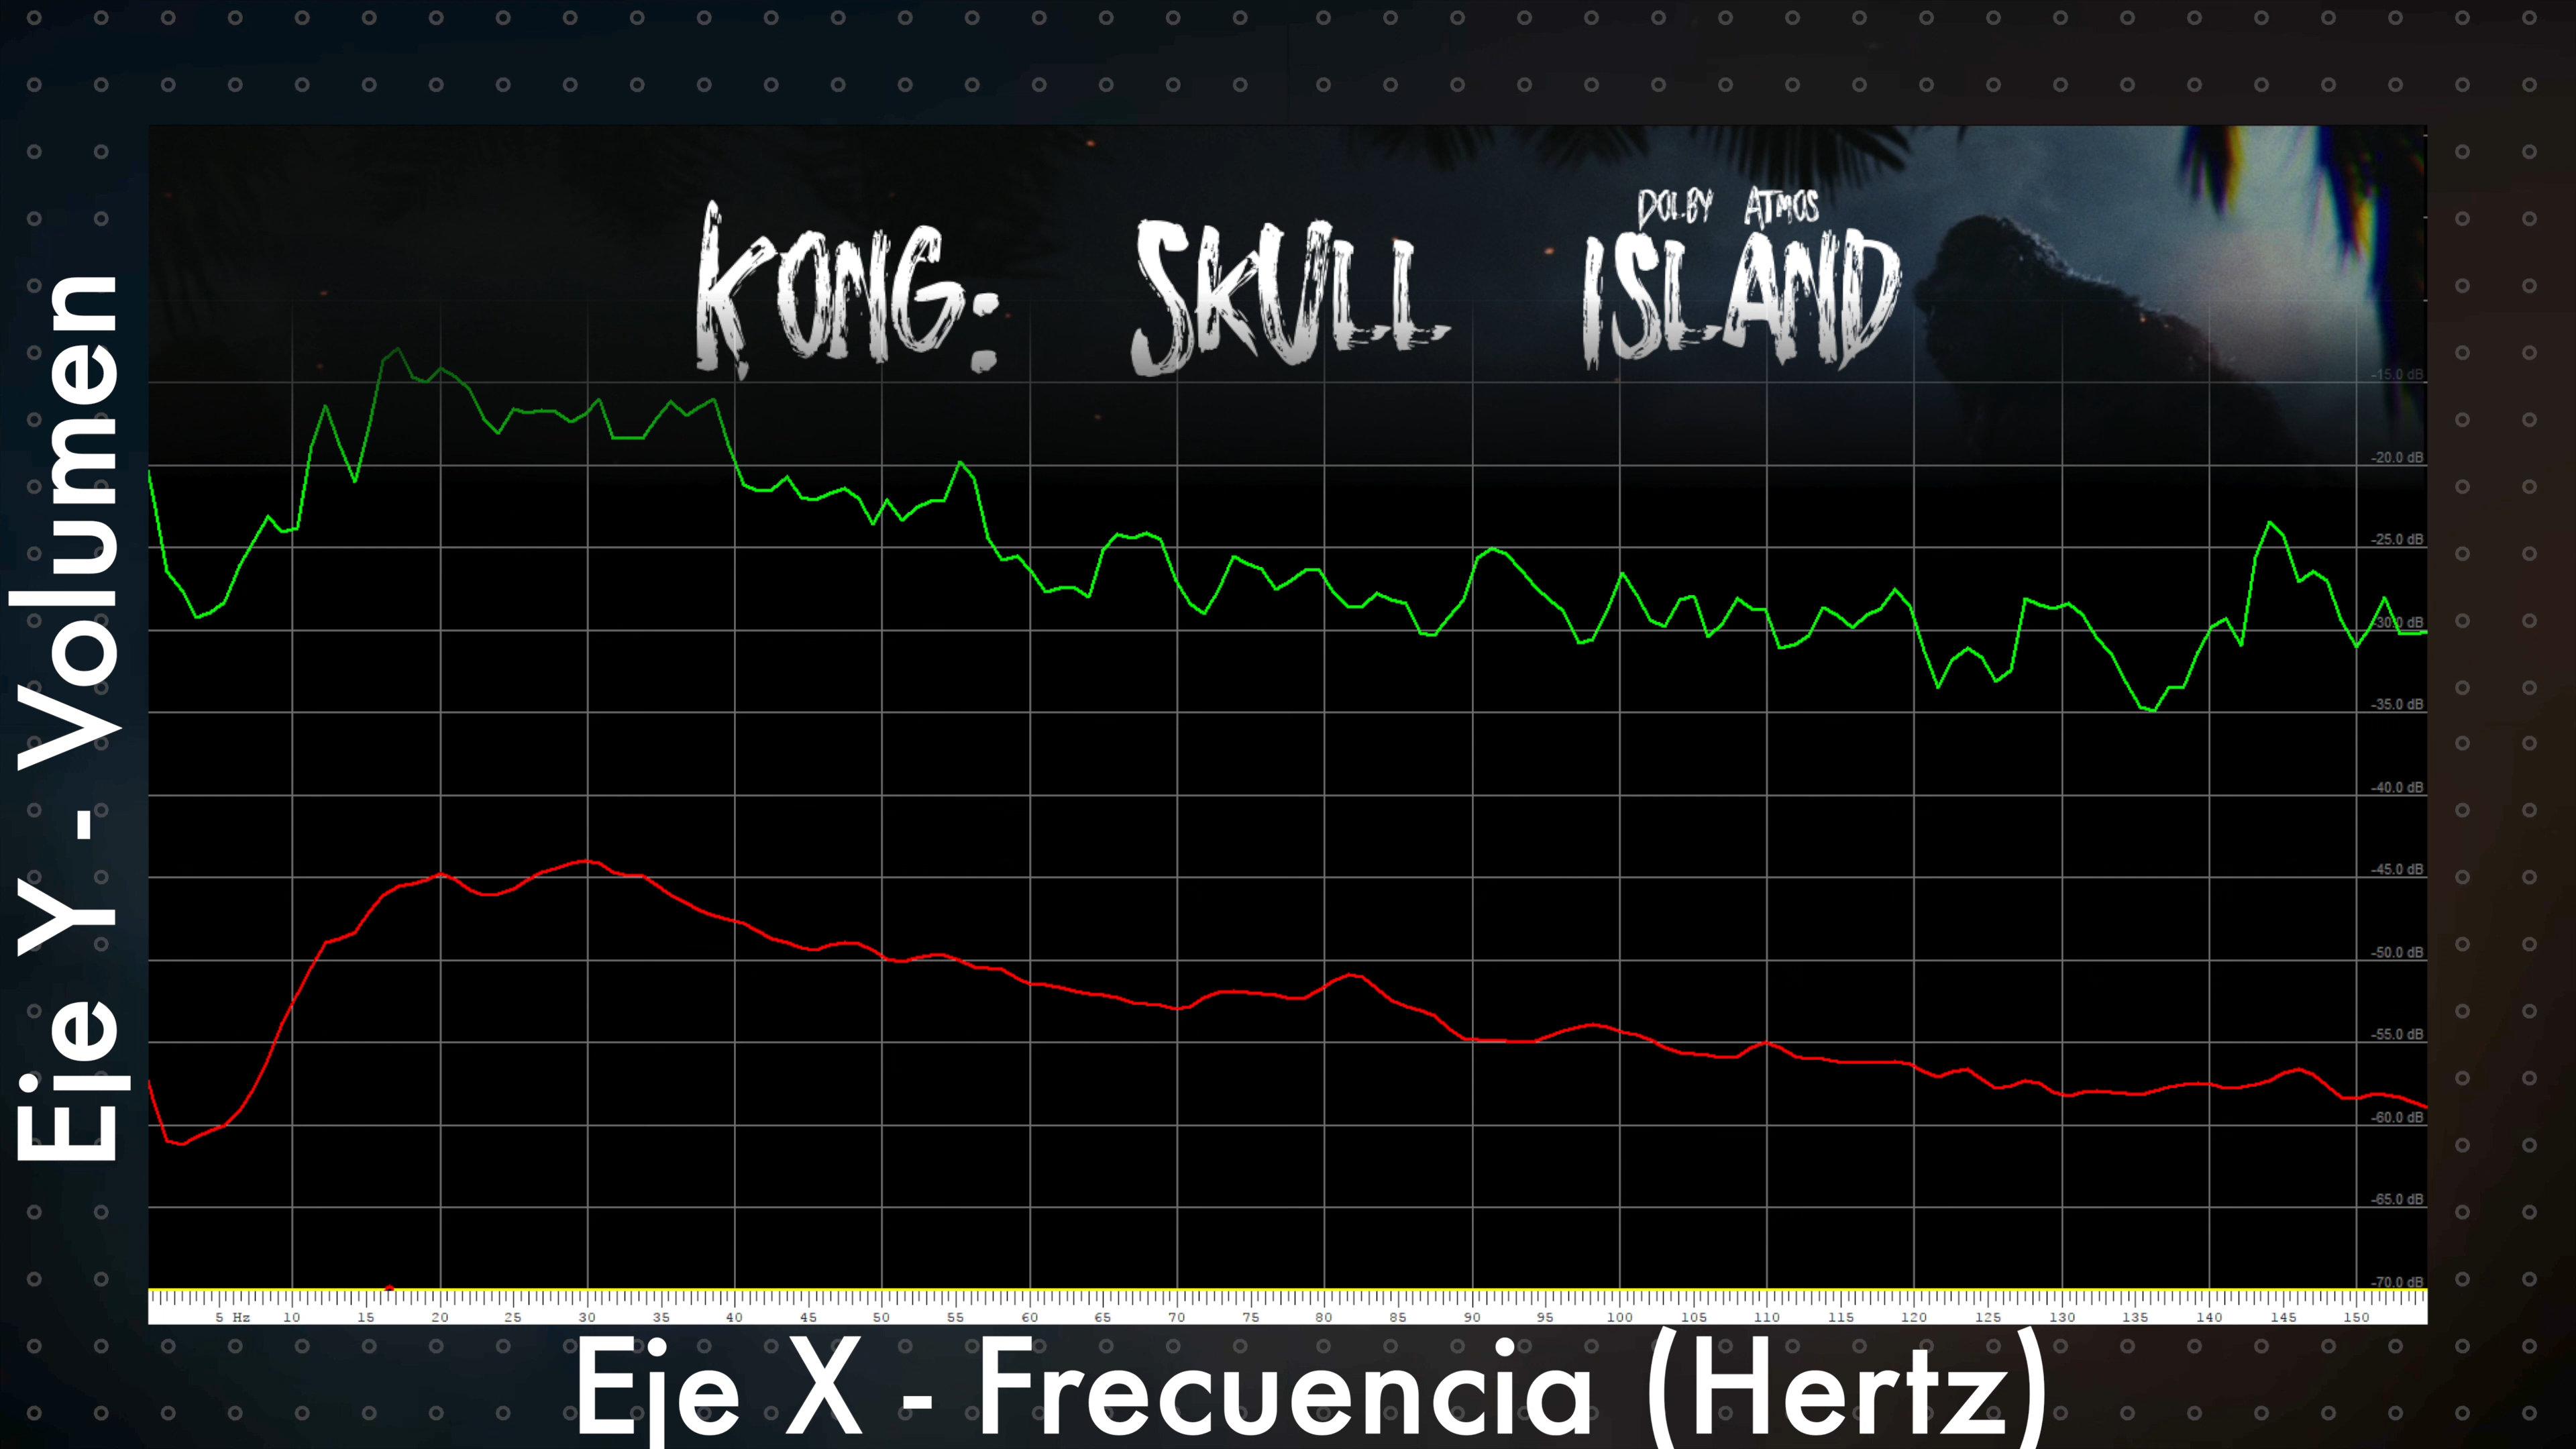 DOLBY ATMOS
KONG: SKULL ISLAND
Eje Y - Volumen
-15.0 dB
-20.0 dB
-25.0 dB
-30.0 dB
-35.0 dB
-40.0 dB
-45.0 dB
-50.0 dB
-55.0 dB
-60.0 dB
-65.0 dB
-70.0 dB
5 Hz 10 15 20 25 30 35 40 45 50 55 60 65 70 75 80 85 90 95 100 105 110 115 120 125 130 135 140 145 150
Eje X - Frecuencia (Hertz)